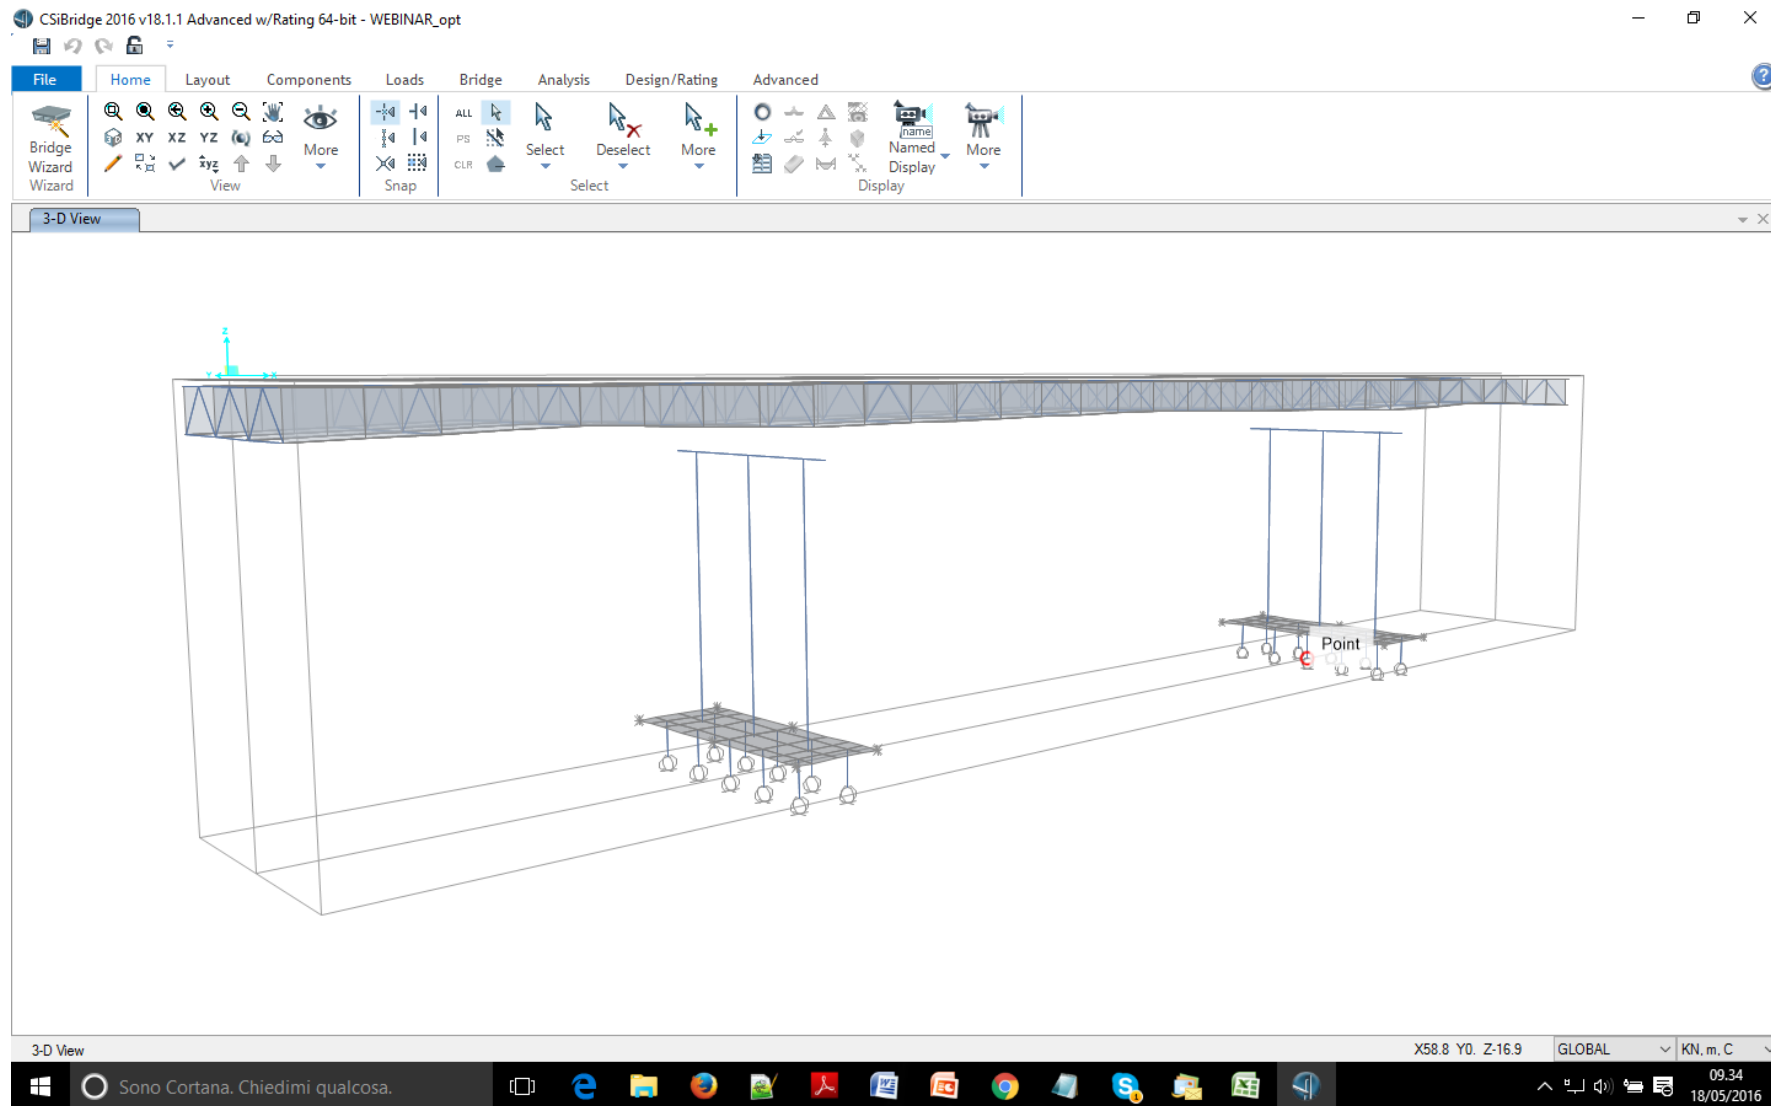 CSiBridge 2016 v18.1.1 Advanced w/Rating 64-bit - WEBINAR_opt
File Home Layout Components Loads Bridge Analysis Design/Rating Advanced
Bridge
Wizard
Wizard
XY XZ YZ
xyz
More
View
Snap
ALL
PS
CLR
Select
Deselect
More
Select
name
Named
Display
More
Display
3-D View
Z
Y X
Point
3-D View X58.8 Y0. Z-16.9 GLOBAL KN, m, C
Sono Cortana. Chiedimi qualcosa.
09.34
18/05/2016